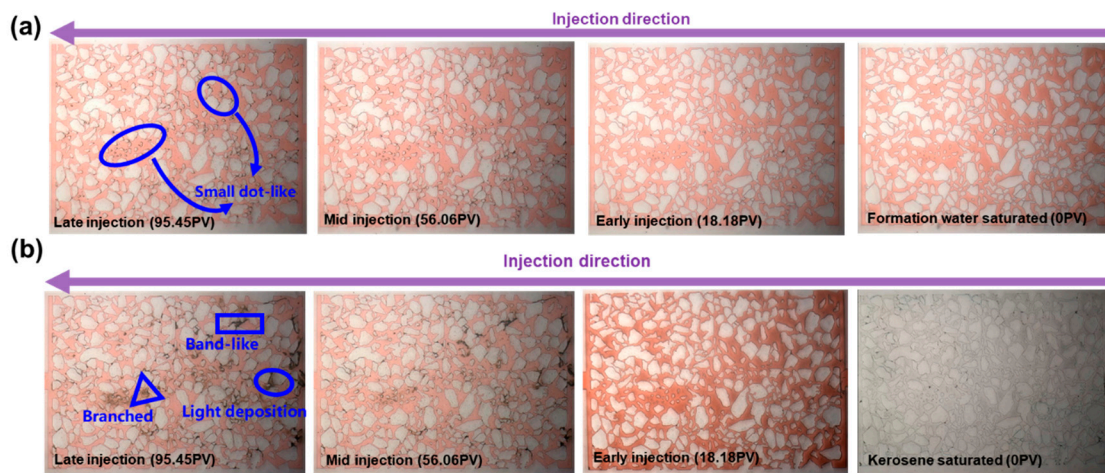 (a)
Injection direction
Small dot-like
Late injection (95.45PV)
Mid injection (56.06PV)
Early injection (18.18PV)
Formation water saturated (0PV)
(b)
Injection direction
Band-like
Branched
Light deposition
Late injection (95.45PV)
Mid injection (56.06PV)
Early injection (18.18PV)
Kerosene saturated (0PV)